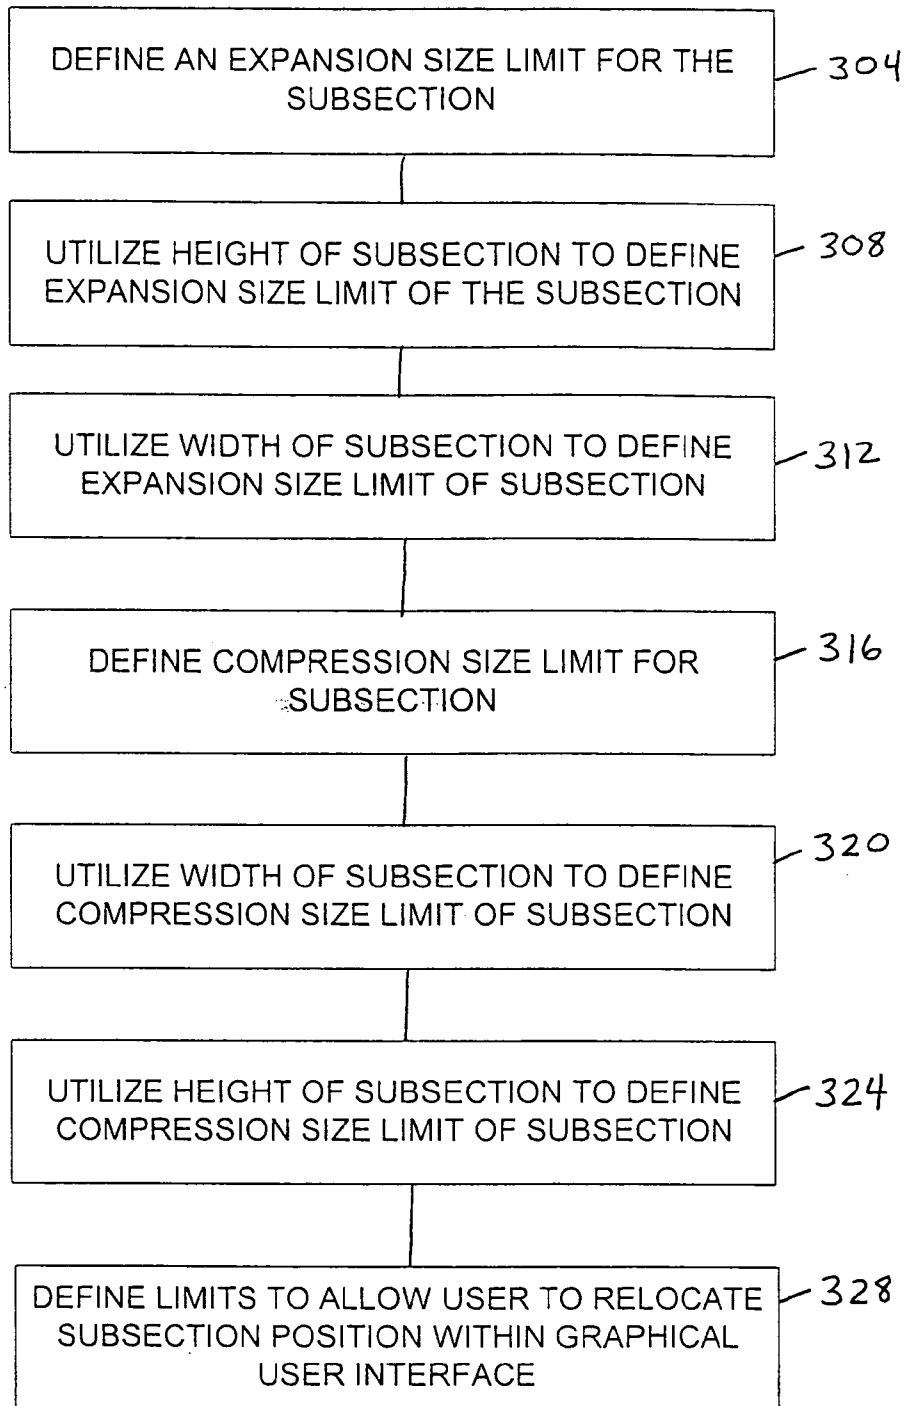 DEFINE AN EXPANSION SIZE LIMIT FOR THE
SUBSECTION
304
UTILIZE HEIGHT OF SUBSECTION TO DEFINE
EXPANSION SIZE LIMIT OF THE SUBSECTION
308
UTILIZE WIDTH OF SUBSECTION TO DEFINE
EXPANSION SIZE LIMIT OF SUBSECTION
312
DEFINE COMPRESSION SIZE LIMIT FOR
SUBSECTION
316
UTILIZE WIDTH OF SUBSECTION TO DEFINE
COMPRESSION SIZE LIMIT OF SUBSECTION
320
UTILIZE HEIGHT OF SUBSECTION TO DEFINE
COMPRESSION SIZE LIMIT OF SUBSECTION
324
DEFINE LIMITS TO ALLOW USER TO RELOCATE
SUBSECTION POSITION WITHIN GRAPHICAL
USER INTERFACE
328